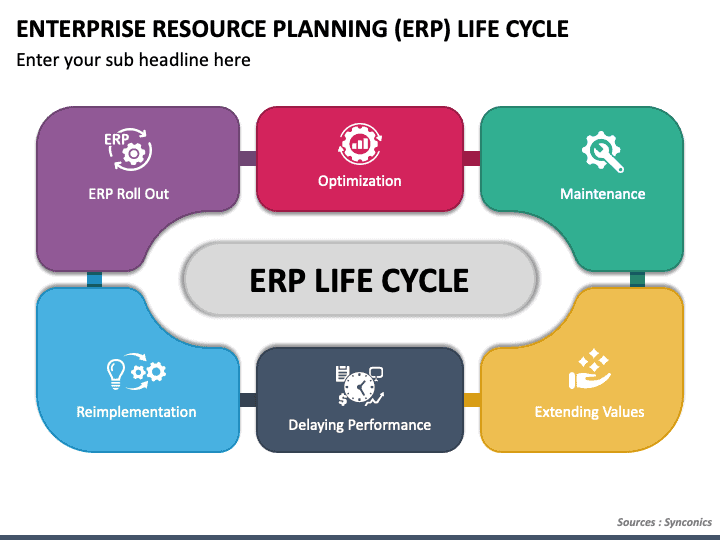 ENTERPRISE RESOURCE PLANNING (ERP) LIFE CYCLE
Enter your sub headline here
ERP
ERP Roll Out
Optimization
Maintenance
ERP LIFE CYCLE
Reimplementation
$
Delaying Performance
Extending Values
Sources : Synconics